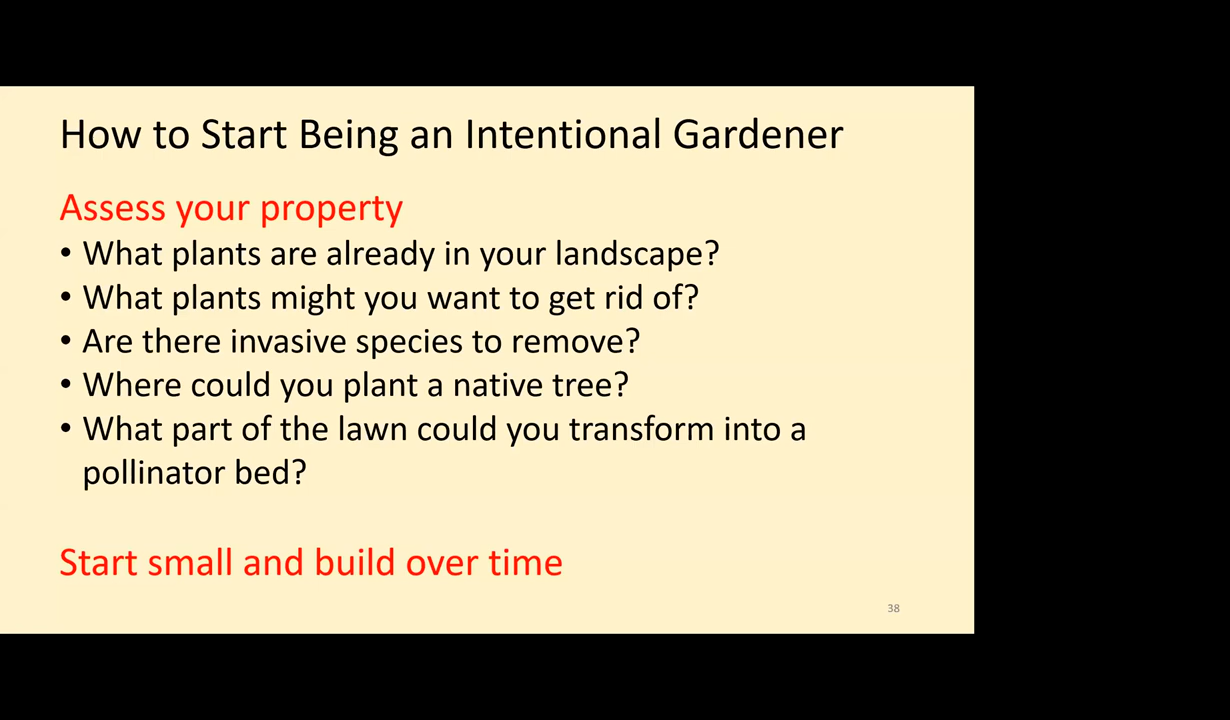 How to Start Being an Intentional Gardener
Assess your property
• What plants are already in your landscape?
• What plants might you want to get rid of?
• Are there invasive species to remove?
• Where could you plant a native tree?
• What part of the lawn could you transform into a
pollinator bed?
Start small and build over time
38